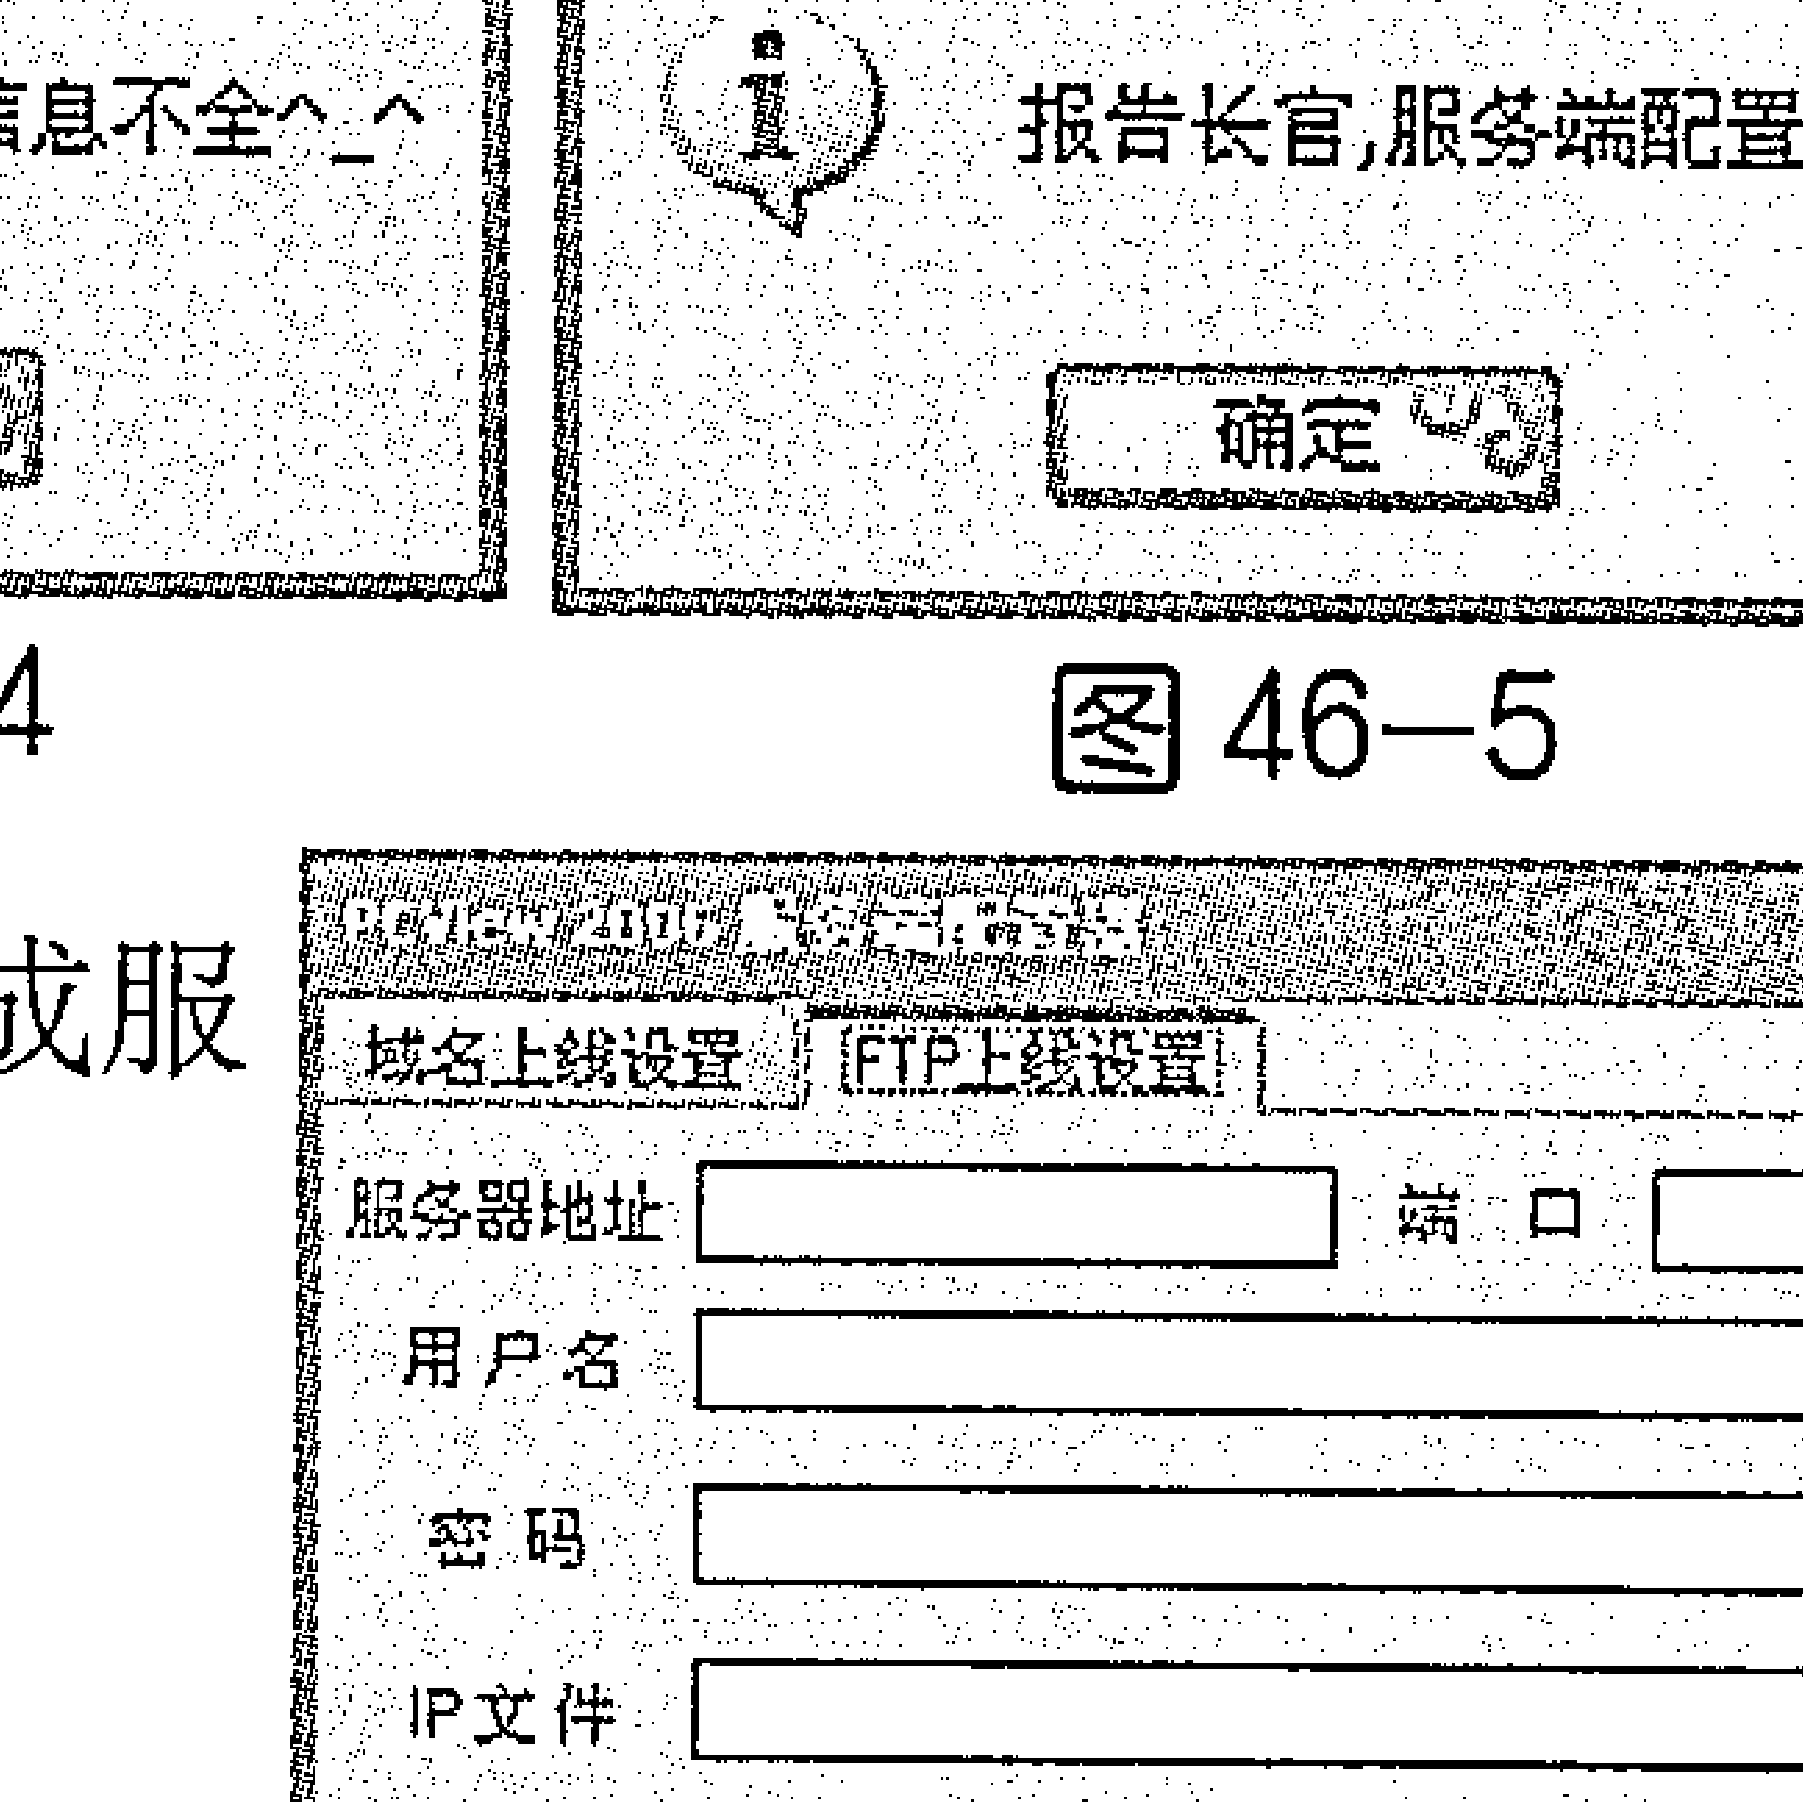 信息不全^_^
报告长官,服务端配置
确定
4
图 46-5
成服
域名上线设置 FTP上线设置
服务器地址 端 口
用户名
密码
IP文件